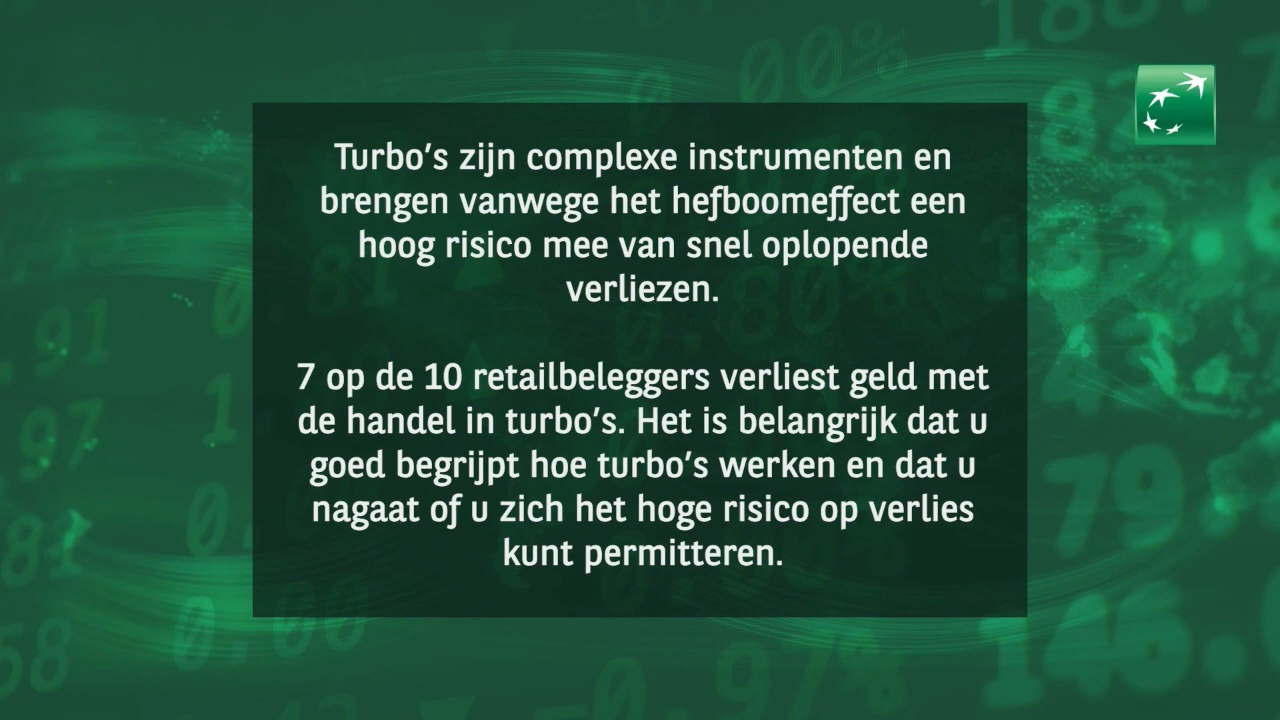 Turbo’s zijn complexe instrumenten en
brengen vanwege het hefboomeffect een
hoog risico mee van snel oplopende
verliezen.
7 op de 10 retailbeleggers verliest geld met
de handel in turbo’s. Het is belangrijk dat u
goed begrijpt hoe turbo’s werken en dat u
nagaat of u zich het hoge risico op verlies
kunt permitteren.